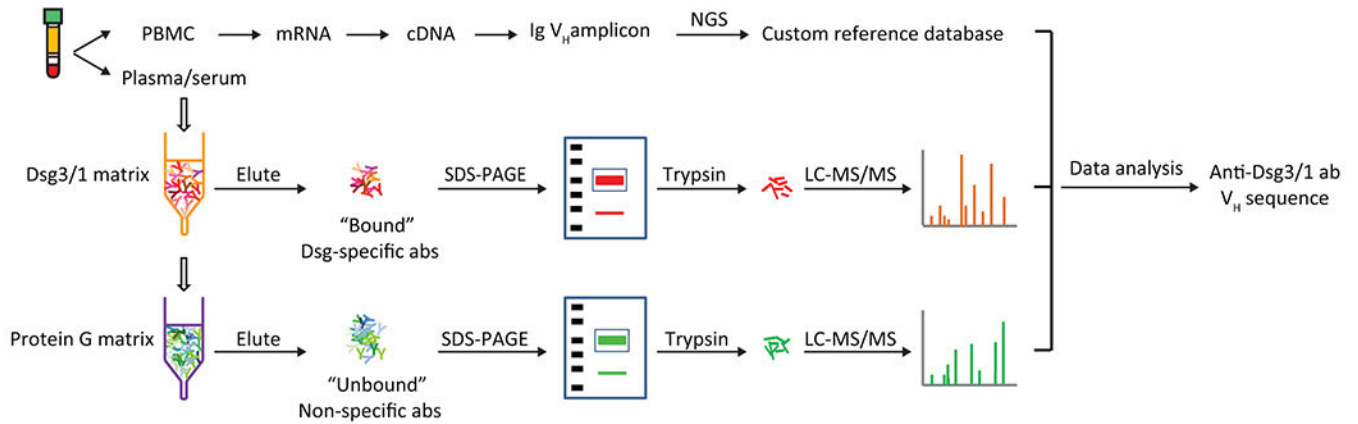 PBMC
mRNA
cDNA
Ig VH amplicon
NGS
Custom reference database
Plasma/serum
Dsg3/1 matrix
Elute
“Bound”
Dsg-specific abs
SDS-PAGE
Trypsin
LC-MS/MS
Data analysis
Anti-Dsg3/1 ab
VH sequence
Protein G matrix
Elute
“Unbound”
Non-specific abs
SDS-PAGE
Trypsin
LC-MS/MS